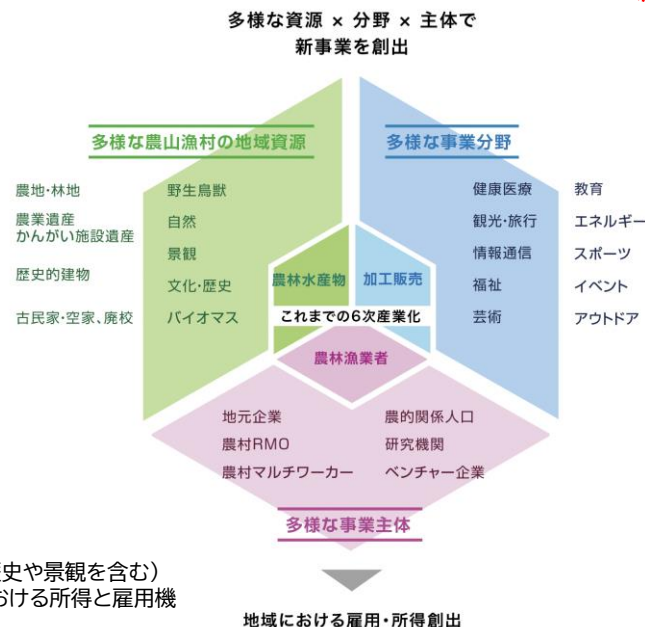 多様な資源 × 分野 × 主体で
新事業を創出
多様な農山漁村の地域資源
農地・林地
農業遺産
かんがい施設遺産
歴史的建物
古民家・空家、廃校
野生鳥獣
自然
景観
文化・歴史
バイオマス
多様な事業分野
健康医療
観光・旅行
情報通信
福祉
芸術
教育
エネルギー
スポーツ
イベント
アウトドア
農林水産物
加工販売
これまでの6次産業化
農林漁業者
地元企業
農村RMO
農村マルチワーカー
農的関係人口
研究機関
ベンチャー企業
多様な事業主体
史や景観を含む）
おける所得と雇用機
地域における雇用・所得創出